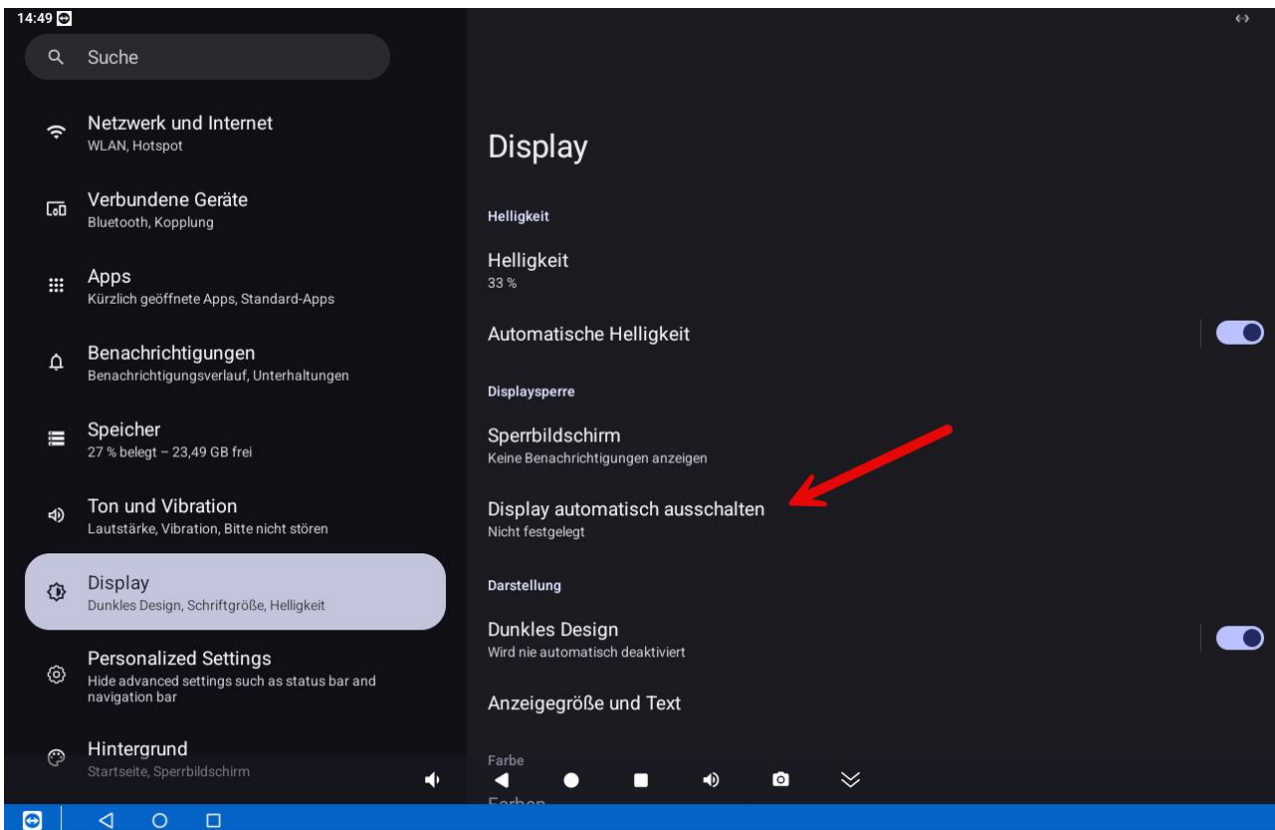 14:49
Suche
Netzwerk und Internet
WLAN, Hotspot
Verbundene Geräte
Bluetooth, Kopplung
Apps
Kürzlich geöffnete Apps, Standard-Apps
Benachrichtigungen
Benachrichtigungsverlauf, Unterhaltungen
Speicher
27 % belegt – 23,49 GB frei
Ton und Vibration
Lautstärke, Vibration, Bitte nicht stören
Display
Dunkles Design, Schriftgröße, Helligkeit
Personalized Settings
Hide advanced settings such as status bar and
navigation bar
Hintergrund
Startseite, Sperrbildschirm
Display
Helligkeit
Helligkeit
33 %
Automatische Helligkeit
Displaysperre
Sperrbildschirm
Keine Benachrichtigungen anzeigen
Display automatisch ausschalten
Nicht festgelegt
Darstellung
Dunkles Design
Wird nie automatisch deaktiviert
Anzeigegröße und Text
Farbe
Farben